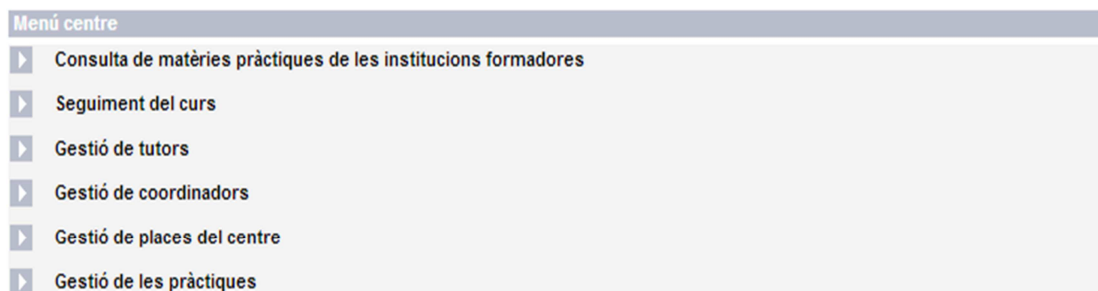 Menú centre
Consulta de matèries pràctiques de les institucions formadores
Seguiment del curs
Gestió de tutors
Gestió de coordinadors
Gestió de places del centre
Gestió de les pràctiques